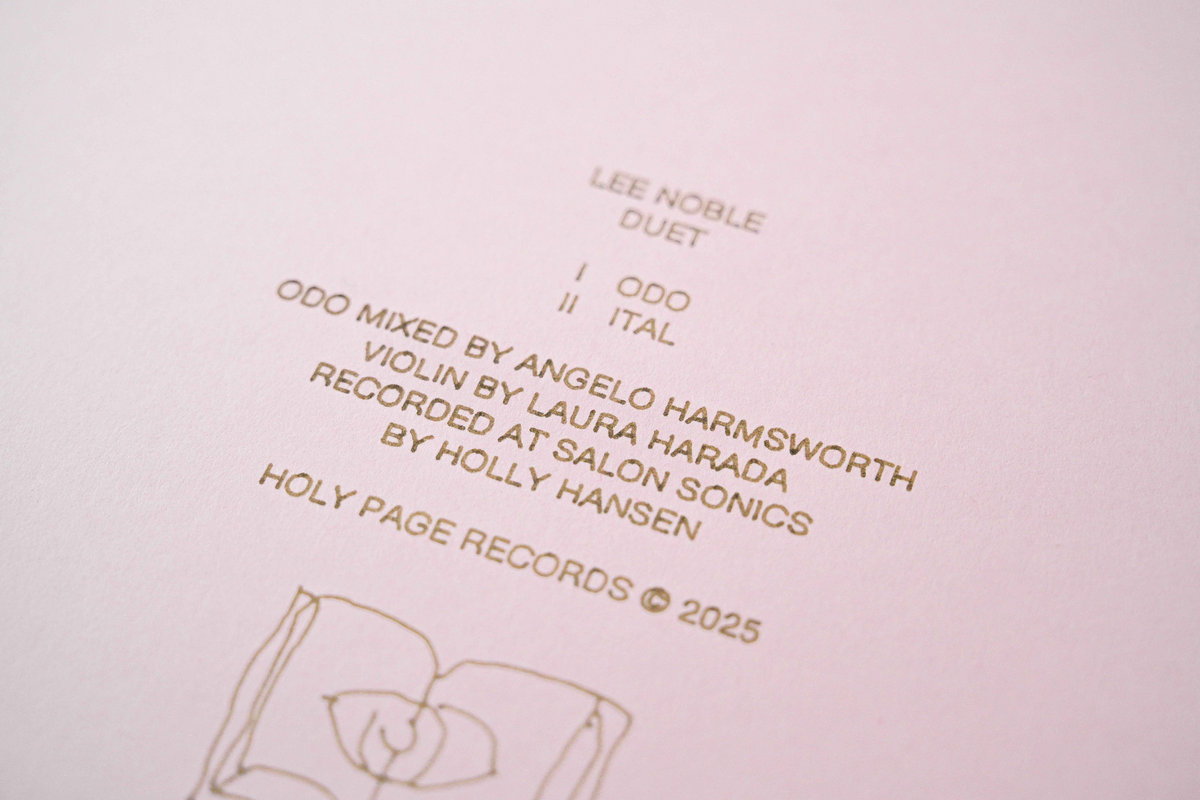 LEE NOBLE
DUET
I ODO
II ITAL
ODO MIXED BY ANGELO HARMSWORTH
VIOLIN BY LAURA HARADA
RECORDED AT SALON SONICS
BY HOLLY HANSEN
HOLY PAGE RECORDS © 2025